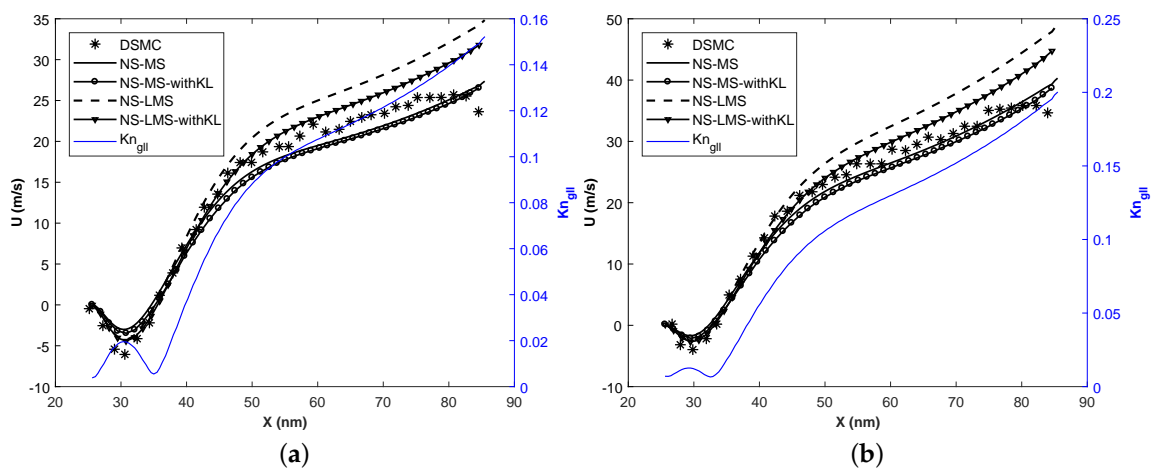 35
30
25
20
15
10
5
0
-5
-10
U (m/s)
DSMC
NS-MS
NS-MS-withKL
NS-LMS
NS-LMS-withKL
Kn_gll
0.16
0.14
0.12
0.1
0.08
0.06
0.04
0.02
0
Kn_gll
20 30 40 50 60 70 80 90
X (nm)
(a)
50
40
30
20
10
0
-10
U (m/s)
DSMC
NS-MS
NS-MS-withKL
NS-LMS
NS-LMS-withKL
Kn_gll
0.25
0.2
0.15
0.1
0.05
0
Kn_gll
20 30 40 50 60 70 80 90
X (nm)
(b)